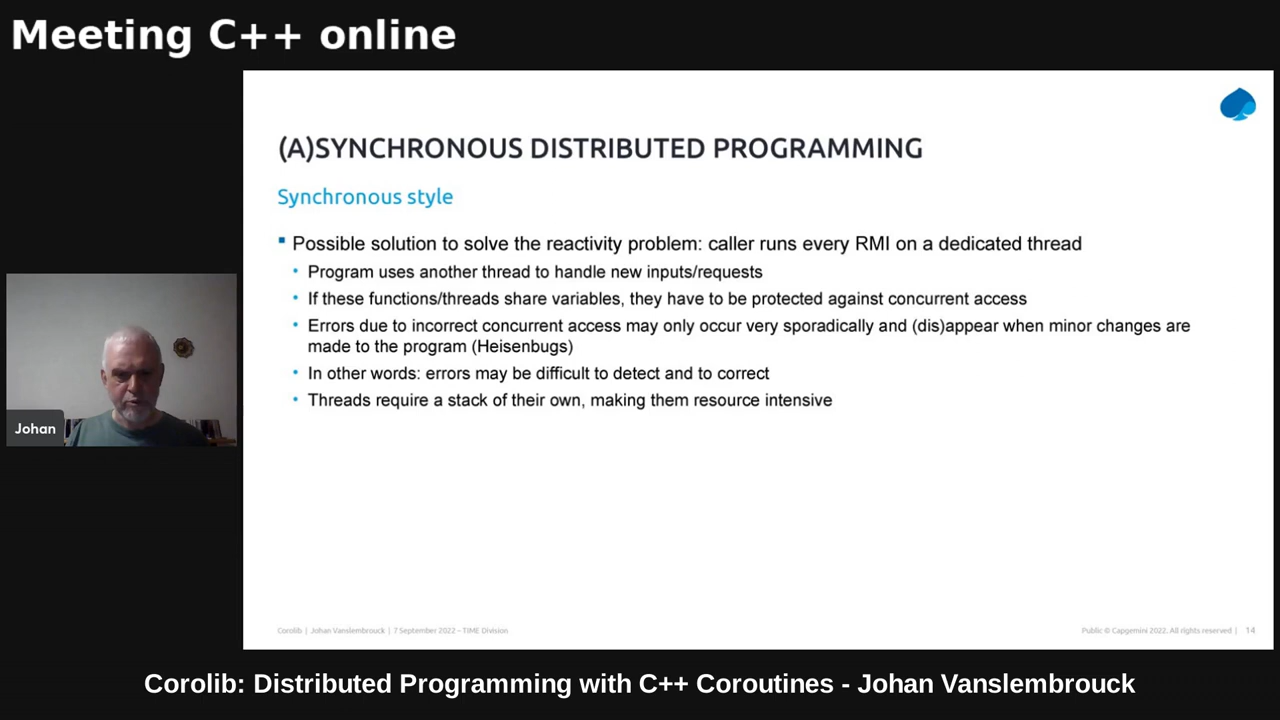 Meeting C++ online
(A)SYNCHRONOUS DISTRIBUTED PROGRAMMING
Synchronous style
Possible solution to solve the reactivity problem: caller runs every RMI on a dedicated thread
Program uses another thread to handle new inputs/requests
If these functions/threads share variables, they have to be protected against concurrent access
Errors due to incorrect concurrent access may only occur very sporadically and (dis)appear when minor changes are
made to the program (Heisenbugs)
In other words: errors may be difficult to detect and to correct
Threads require a stack of their own, making them resource intensive
Johan
Corolib | Johan Vanslembrouck | 7 September 2022 – TIME Division
Public © Capgemini 2022. All rights reserved | 14
Corolib: Distributed Programming with C++ Coroutines - Johan Vanslembrouck